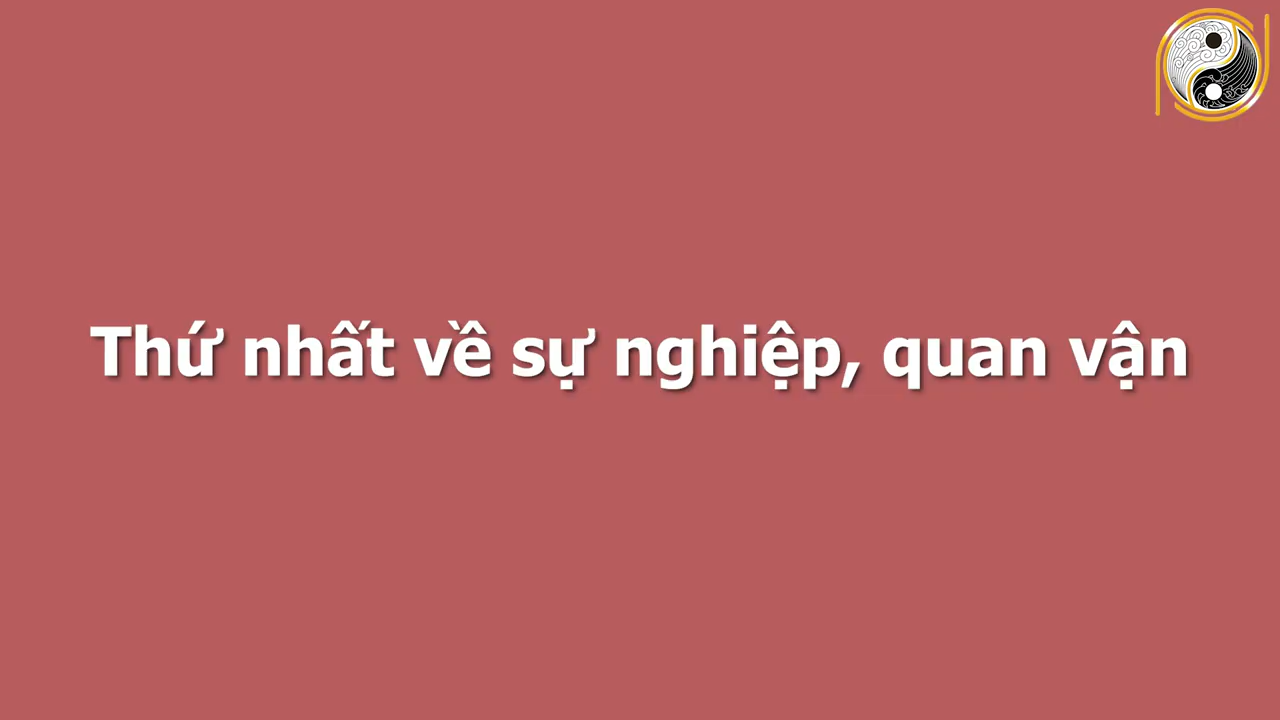 Thứ nhất về sự nghiệp, quan vận